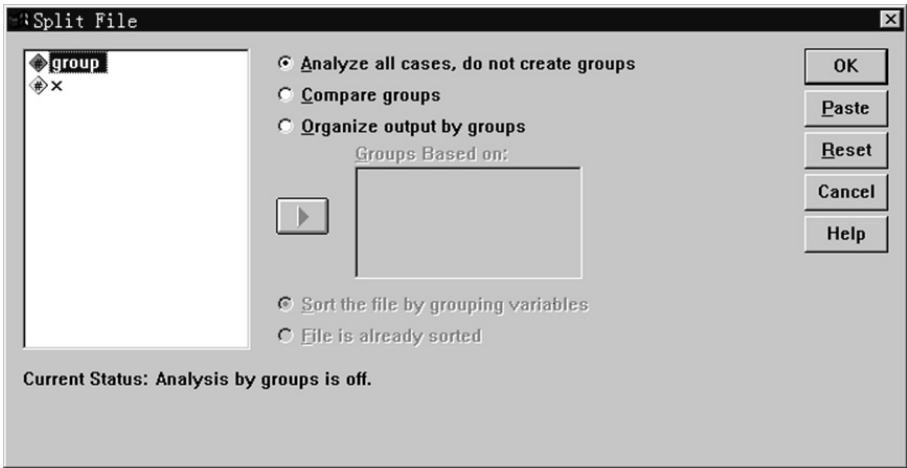 Split File
group
x
Analyze all cases, do not create groups
Compare groups
Organize output by groups
Groups Based on:
Sort the file by grouping variables
File is already sorted
Current Status: Analysis by groups is off.
OK
Paste
Reset
Cancel
Help